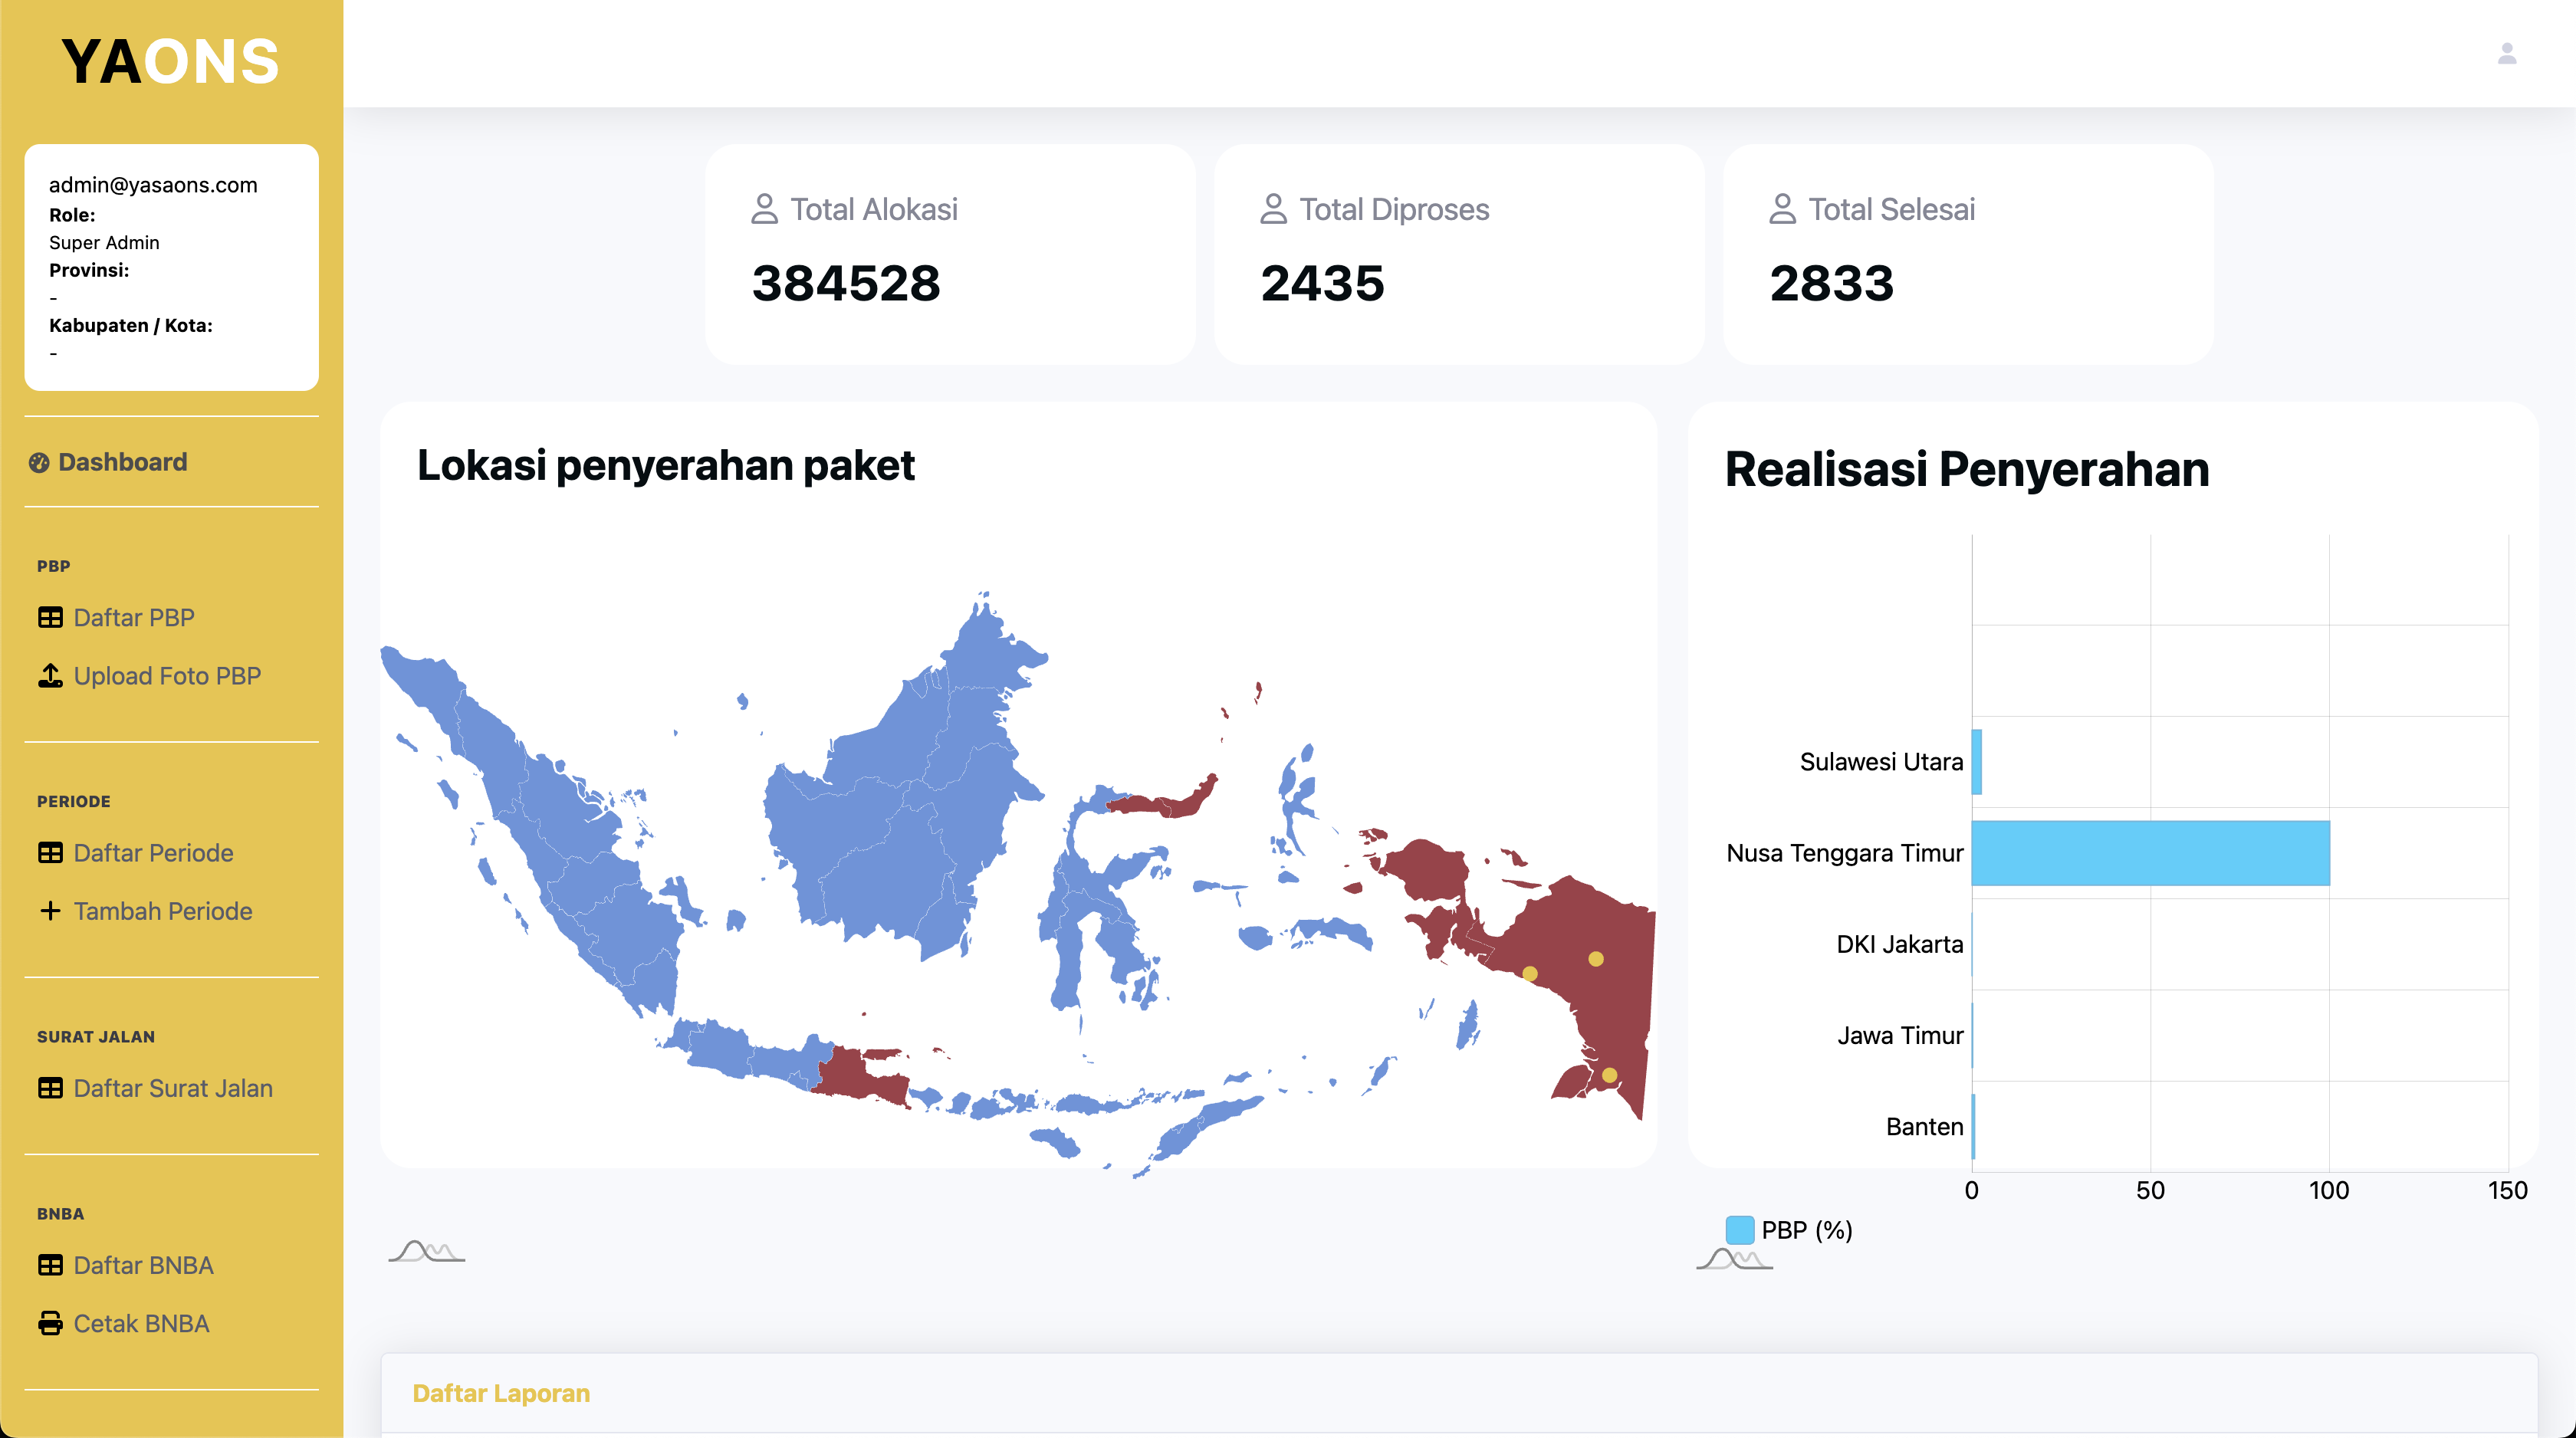 YAONS
admin@yasaons.com
Role:
Super Admin
Provinsi:
-
Kabupaten / Kota:
-
Dashboard
PBP
Daftar PBP
Upload Foto PBP
PERIODE
Daftar Periode
Tambah Periode
SURAT JALAN
Daftar Surat Jalan
BNBA
Daftar BNBA
Cetak BNBA
Total Alokasi
384528
Total Diproses
2435
Total Selesai
2833
Lokasi penyerahan paket
Realisasi Penyerahan
Sulawesi Utara
Nusa Tenggara Timur
DKI Jakarta
Jawa Timur
Banten
0 50 100 150
PBP (%)
Daftar Laporan